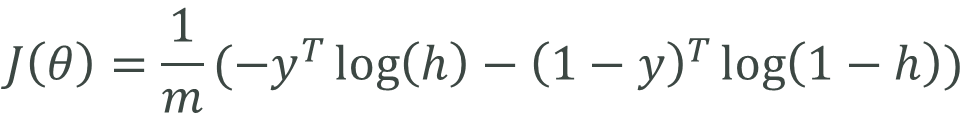 J(θ) = 1/m (−y^T log(h) − (1 − y)^T log(1 − h))